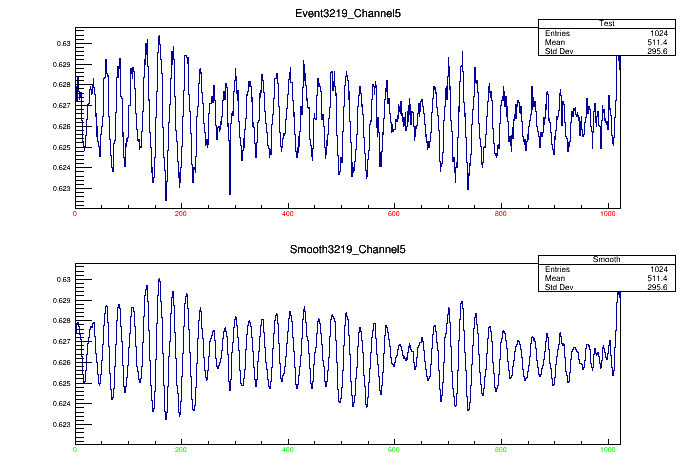 Event3219_Channel5
Test
Entries 1024
Mean 511.4
Std Dev 295.6
0.63
0.629
0.628
0.627
0.626
0.625
0.624
0.623
0 200 400 600 800 1000
Smooth3219_Channel5
Smooth
Entries 1024
Mean 511.4
Std Dev 295.6
0.63
0.629
0.628
0.627
0.626
0.625
0.624
0.623
0 200 400 600 800 1000